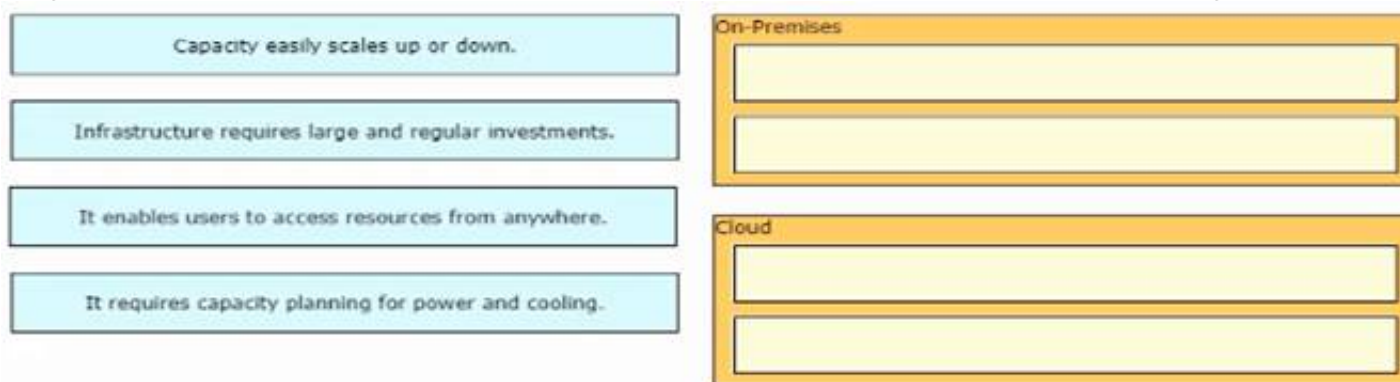 Capacity easily scales up or down.
Infrastructure requires large and regular investments.
It enables users to access resources from anywhere.
It requires capacity planning for power and cooling.
On-Premises
Cloud